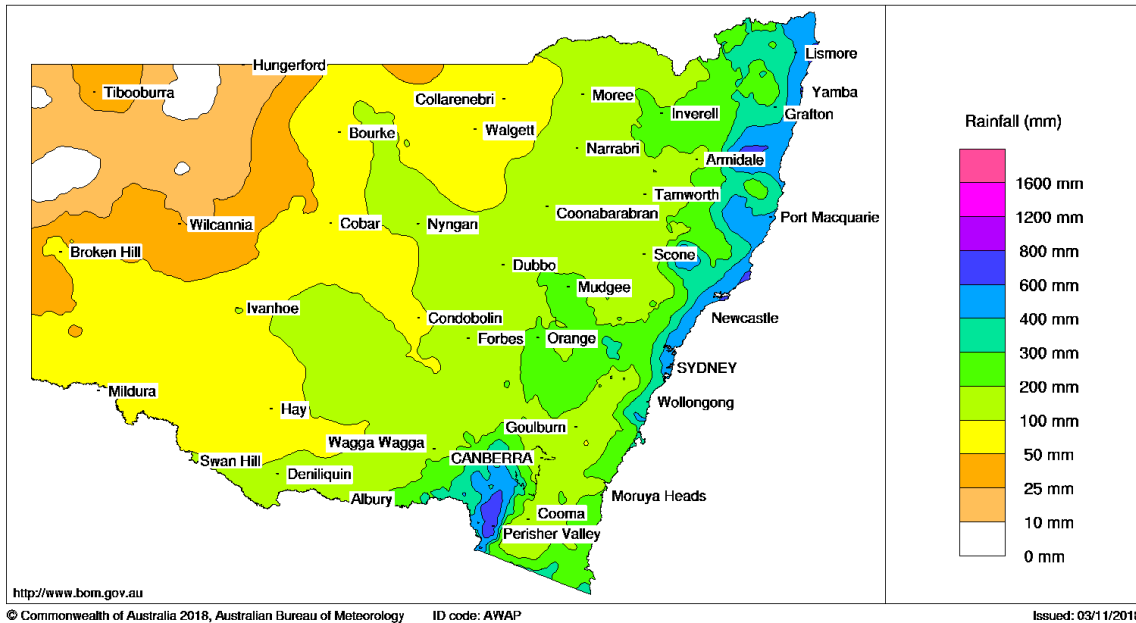 Hungerford
Tibooburra
Collarenebri
Moree
Lismore
Yamba
Inverell
Grafton
Bourke
Walgett
Narrabri
Armidale
Tamworth
Coonabarabran
Port Macquarie
Wilcannia
Cobar
Nyngan
Broken Hill
Scone
Dubbo
Mudgee
Ivanhoe
Condobolin
Newcastle
Forbes
Orange
SYDNEY
Mildura
Hay
Wollongong
Goulburn
Wagga Wagga
CANBERRA
Swan Hill
Deniliquin
Albury
Moruya Heads
Cooma
Perisher Valley
Rainfall (mm)
1600 mm
1200 mm
800 mm
600 mm
400 mm
300 mm
200 mm
100 mm
50 mm
25 mm
10 mm
0 mm
http://www.bom.gov.au
© Commonwealth of Australia 2018, Australian Bureau of Meteorology ID code: AWAP Issued: 03/11/2018